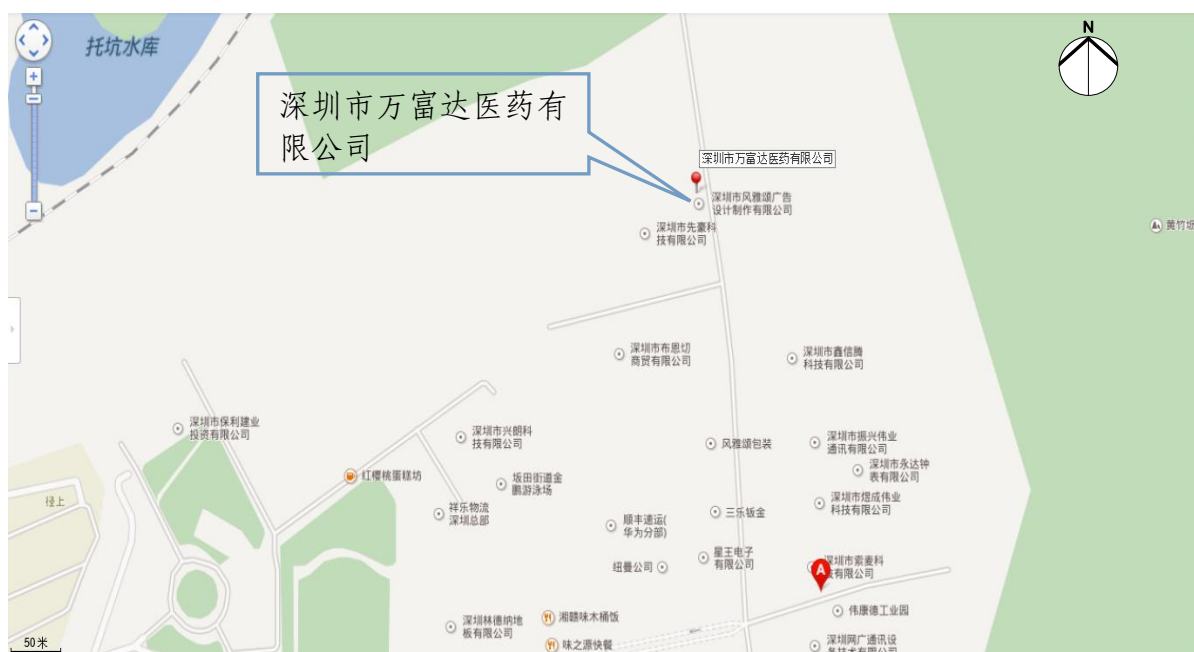 托坑水库
N
深圳市万富达医药有
限公司
深圳市万富达医药有限公司
深圳市风雅颂广告
设计制作有限公司
深圳市先豪科
技有限公司
黄竹坜
深圳市布恩切
商贸有限公司
深圳市鑫信腾
科技有限公司
深圳市保利建业
投资有限公司
深圳市兴朗科
技有限公司
风雅颂包装
深圳市振兴伟业
通讯有限公司
深圳市永达钟
表有限公司
红樱桃蛋糕坊
坂田街道金
鹏游泳场
径上
祥乐物流
深圳总部
深圳市煜成伟业
科技有限公司
三乐钣金
顺丰速运(
华为分部)
星王电子
有限公司
纽曼公司
深圳市索麦科
技有限公司
A
伟康德工业园
深圳林德纳地
板有限公司
湘赣味木桶饭
味之源快餐
深圳网广通讯设
备技术有限公司
50米